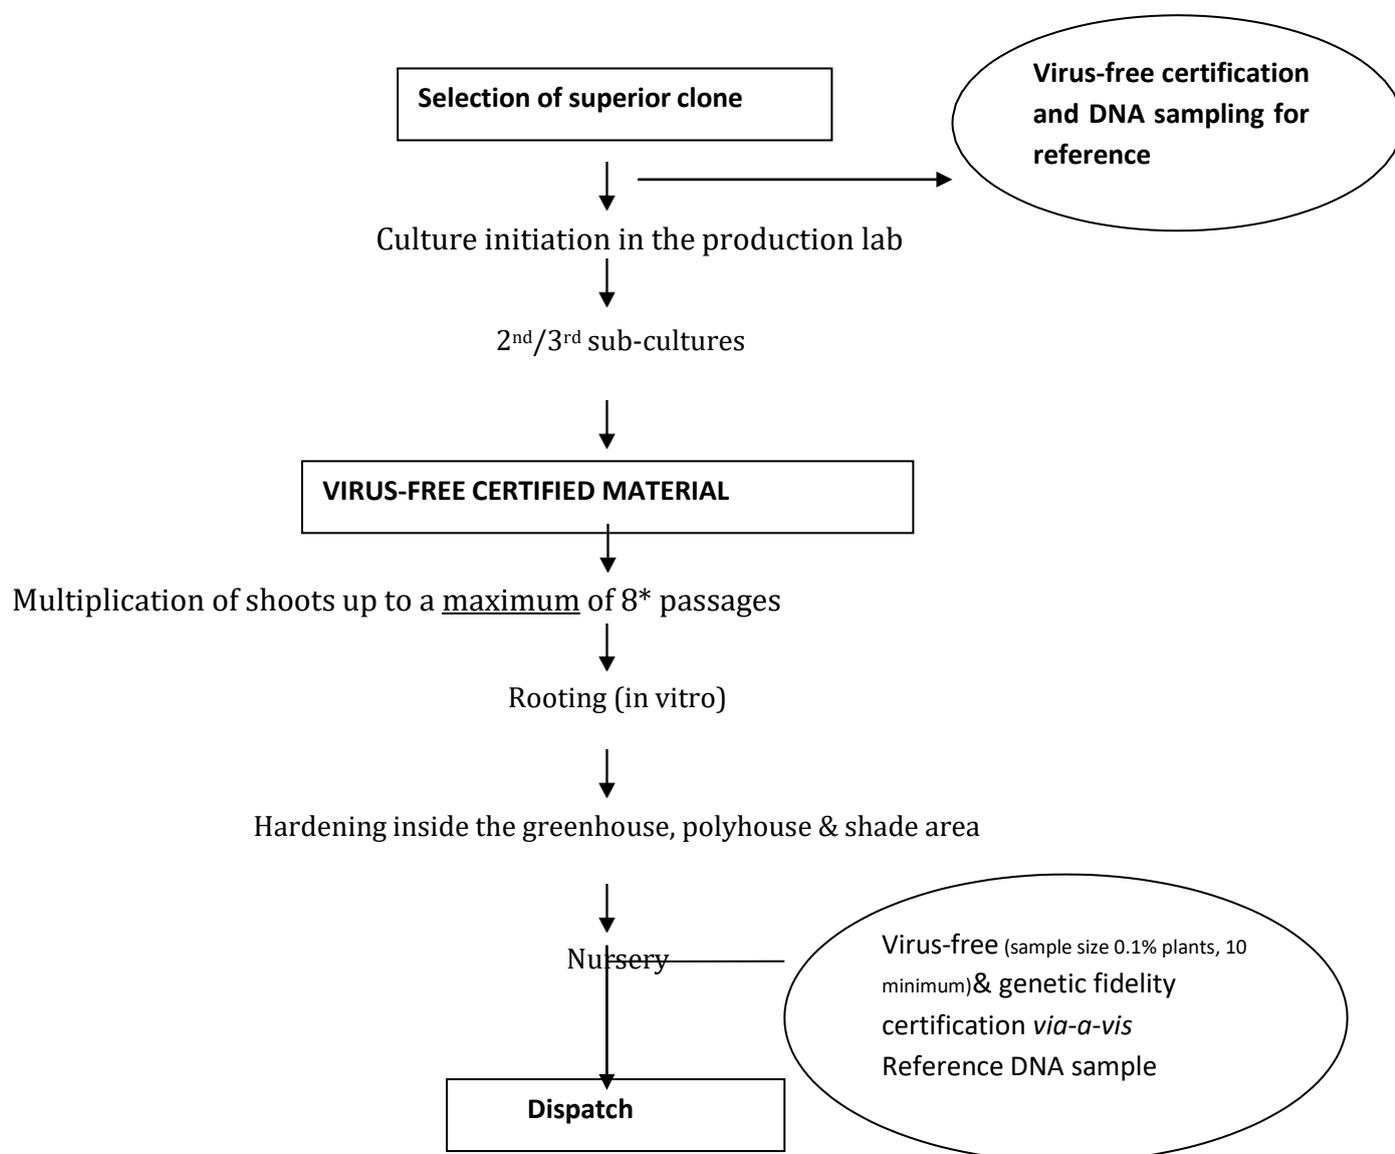 Selection of superior clone
Virus-free certification
and DNA sampling for
reference
Culture initiation in the production lab
2nd/3rd sub-cultures
VIRUS-FREE CERTIFIED MATERIAL
Multiplication of shoots up to a maximum of 8* passages
Rooting (in vitro)
Hardening inside the greenhouse, polyhouse & shade area
Nursery
Virus-free (sample size 0.1% plants, 10
minimum)& genetic fidelity
certification via-a-vis
Reference DNA sample
Dispatch